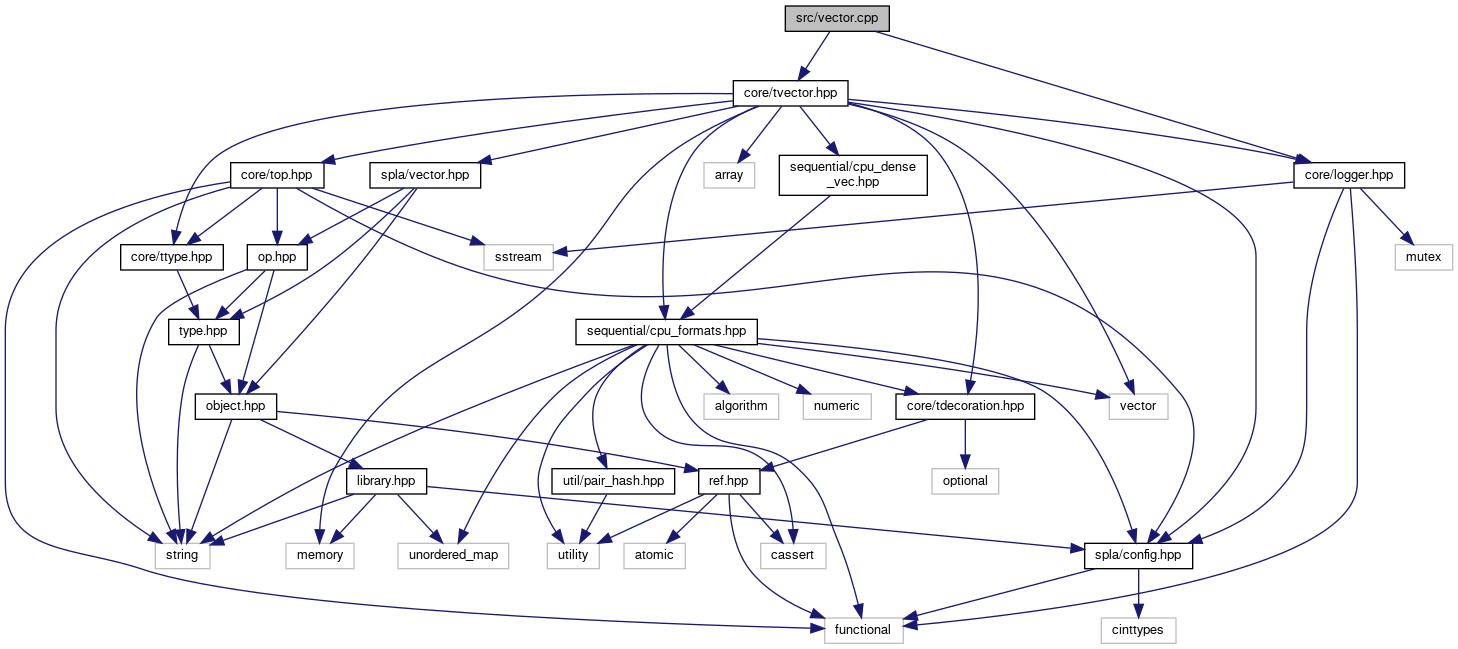 src/vector.cpp
core/tvector.hpp
core/top.hpp
spla/vector.hpp
array
sequential/cpu_dense
_vec.hpp
core/logger.hpp
core/ttype.hpp
op.hpp
sstream
mutex
type.hpp
sequential/cpu_formats.hpp
object.hpp
algorithm
numeric
core/tdecoration.hpp
vector
library.hpp
util/pair_hash.hpp
ref.hpp
optional
string
memory
unordered_map
utility
atomic
cassert
spla/config.hpp
functional
cinttypes